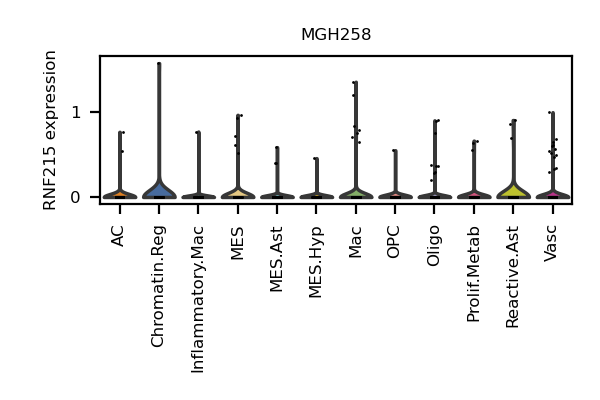 MGH258
RNF215 expression
1
0
AC
Chromatin.Reg
Inflammatory.Mac
MES
MES.Ast
MES.Hyp
Mac
OPC
Oligo
Prolif.Metab
Reactive.Ast
Vasc